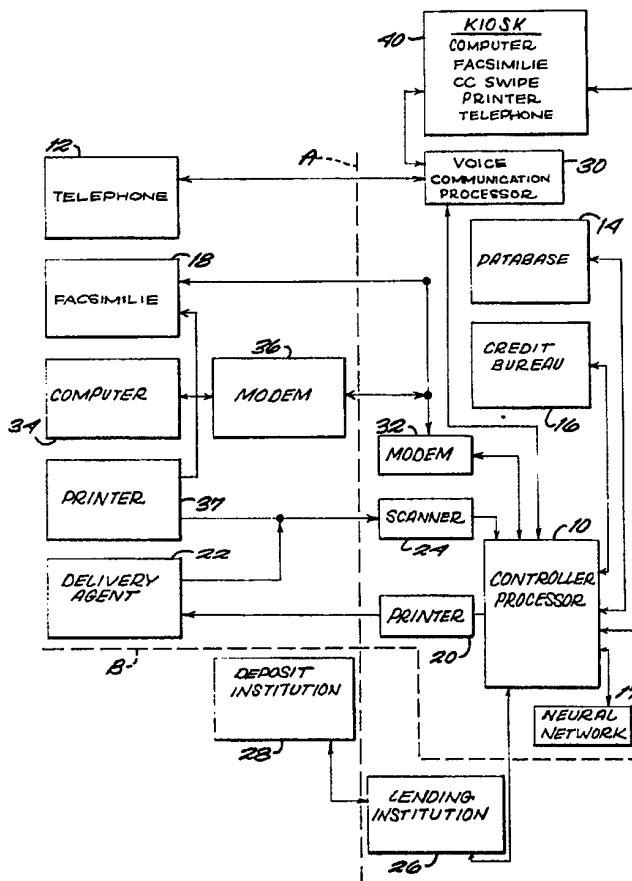 40
KIOSK
COMPUTER
FACSIMILIE
CC SWIPE
PRINTER
TELEPHONE
12
A
TELEPHONE
VOICE
COMMUNICATION
PROCESSOR
30
18
FACSIMILIE
14
DATABASE
36
COMPUTER
34
MODEM
CREDIT
BUREAU
16
32
MODEM
PRINTER
37
SCANNER
24
10
CONTROLLER
PROCESSOR
22
DELIVERY
AGENT
PRINTER
20
B
DEPOSIT
INSTITUTION
28
NEURAL
NETWORK
LENDING
INSTITUTION
26